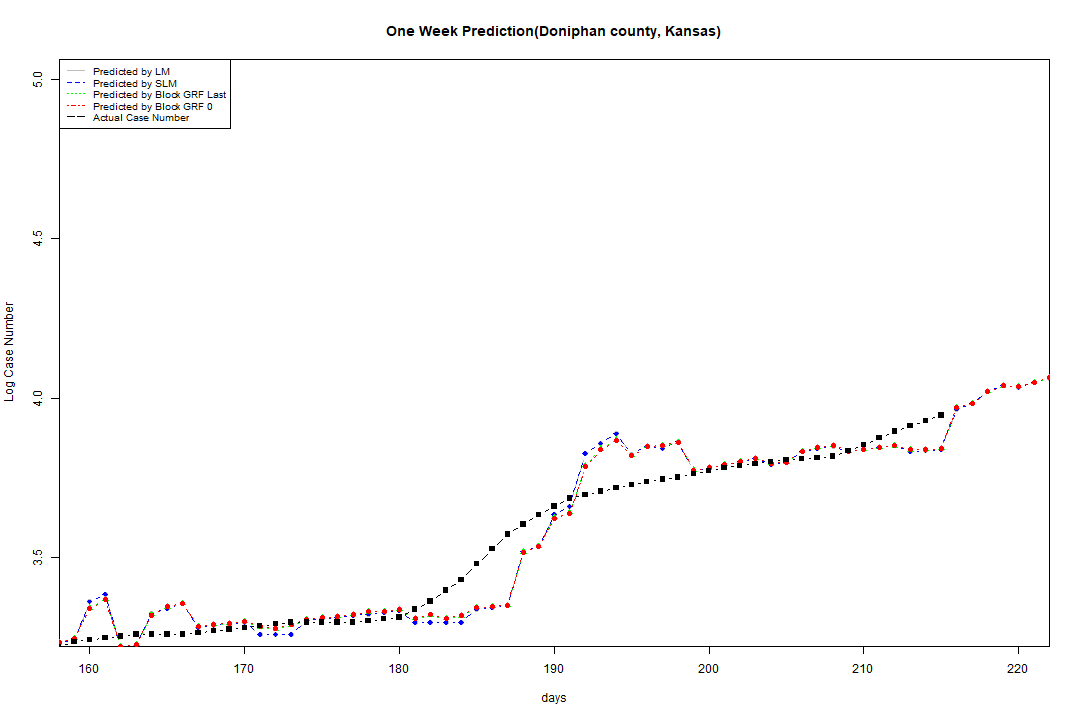 One Week Prediction(Doniphan county, Kansas)
Predicted by LM
Predicted by SLM
Predicted by Block GRF Last
Predicted by Block GRF 0
Actual Case Number
5.0
4.5
4.0
3.5
Log Case Number
160 170 180 190 200 210 220
days